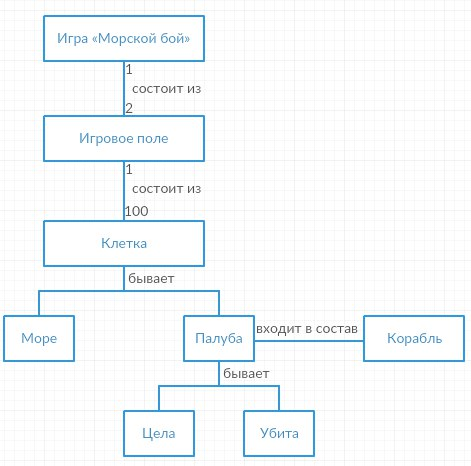 Игра «Морской бой»
1
состоит из
2
Игровое поле
1
состоит из
100
Клетка
бывает
Море
Палуба
входит в состав
Корабль
бывает
Цела
Убита